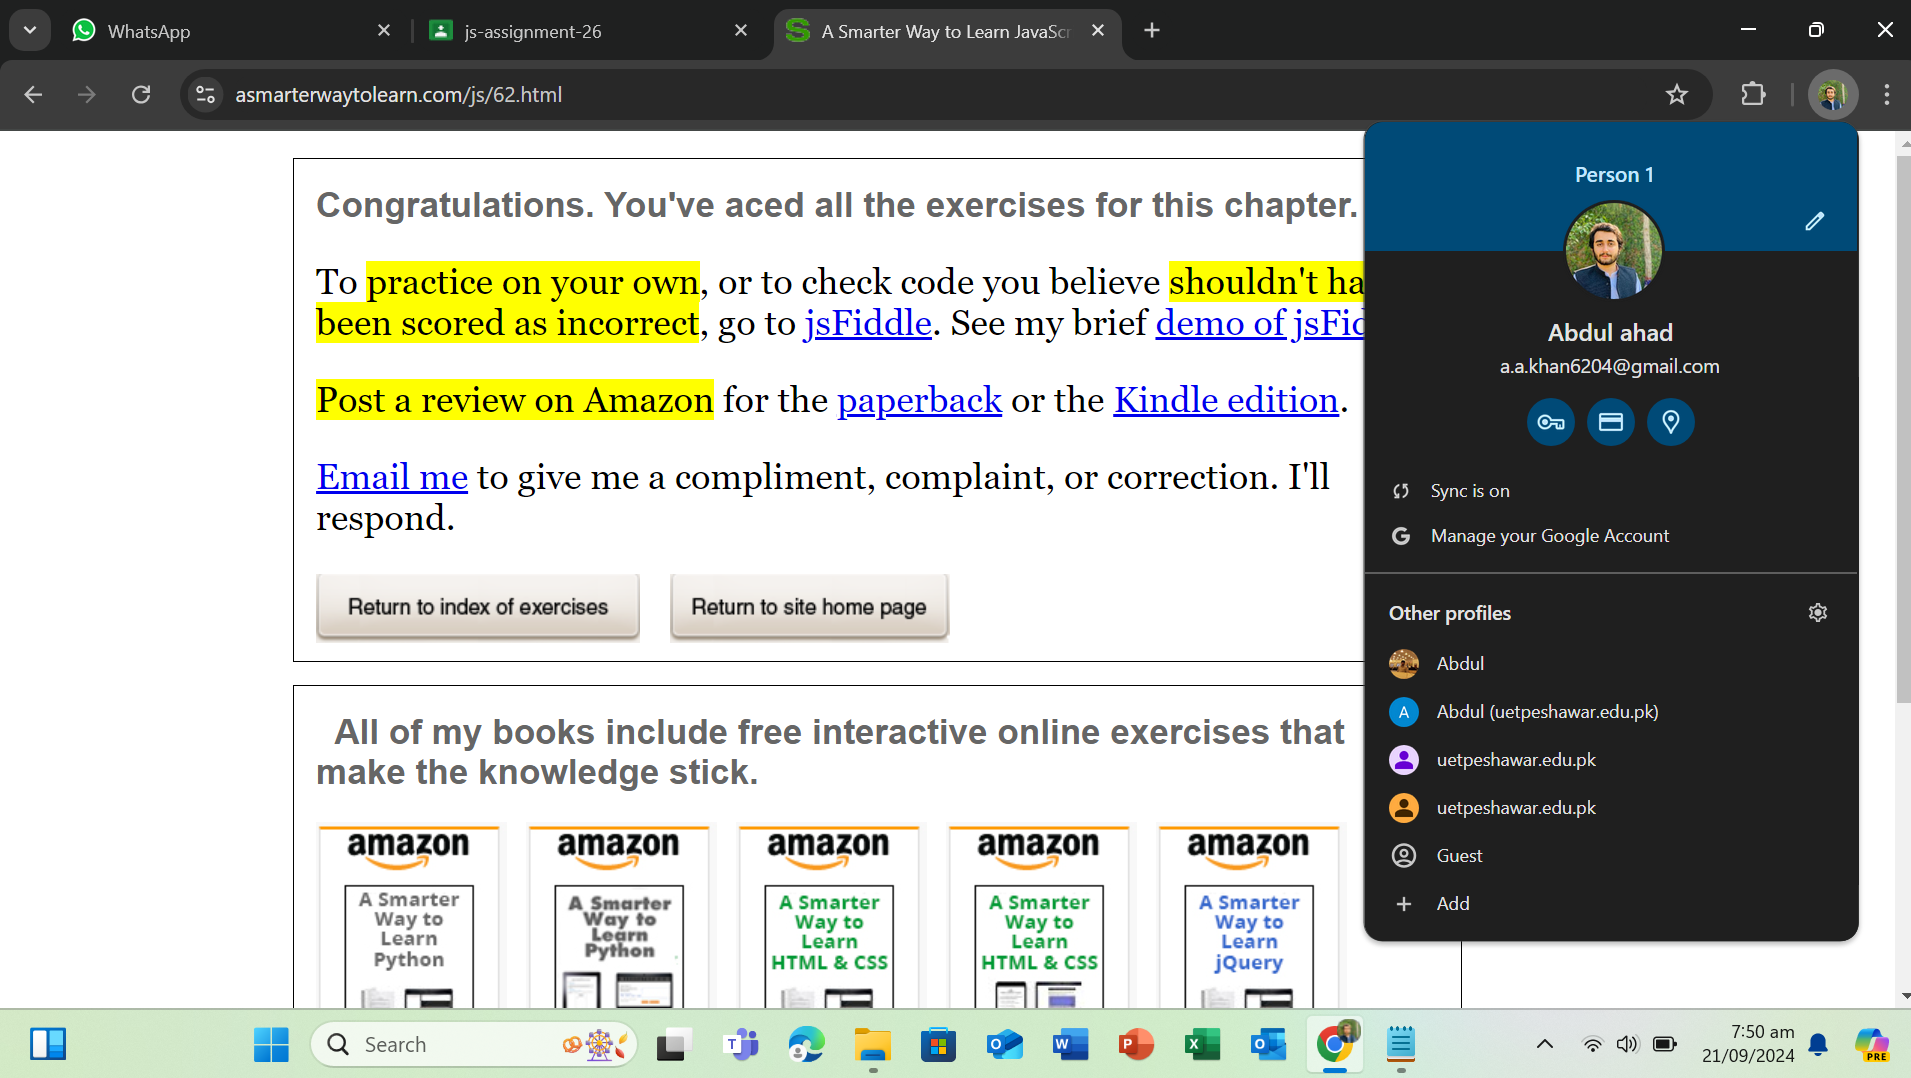 WhatsApp
js-assignment-26
A Smarter Way to Learn JavaScr
asmarterwaytolearn.com/js/62.html
Congratulations. You've aced all the exercises for this chapter.
To practice on your own, or to check code you believe shouldn't ha
been scored as incorrect, go to jsFiddle. See my brief demo of jsFid
Post a review on Amazon for the paperback or the Kindle edition.
Email me to give me a compliment, complaint, or correction. I'll
respond.
Return to index of exercises
Return to site home page
All of my books include free interactive online exercises that
make the knowledge stick.
amazon
A Smarter
Way to
Learn
Python
amazon
A Smarter
Way to
Learn
Python
amazon
A Smarter
Way to
Learn
HTML & CSS
amazon
A Smarter
Way to
Learn
HTML & CSS
amazon
A Smarter
Way to
Learn
jQuery
Person 1
Abdul ahad
a.a.khan6204@gmail.com
Sync is on
Manage your Google Account
Other profiles
Abdul
A
Abdul (uetpeshawar.edu.pk)
uetpeshawar.edu.pk
uetpeshawar.edu.pk
Guest
Add
Search
7:50 am
21/09/2024
PRE